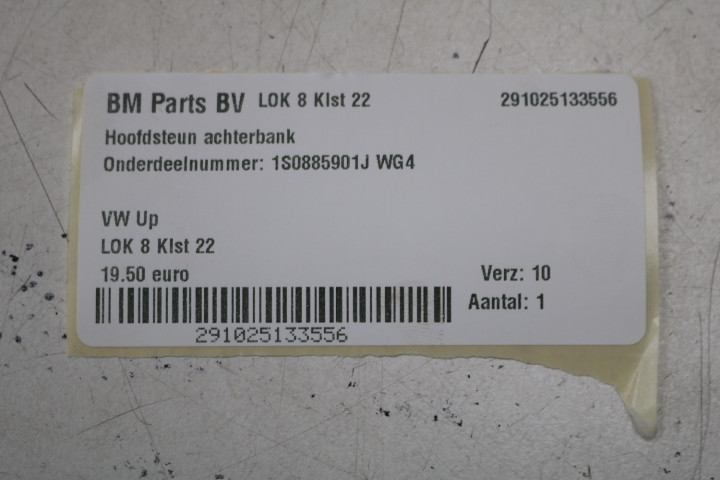 BM Parts BV LOK 8 Klst 22 291025133556
Hoofdsteun achterbank
Onderdeelnummer: 1S0885901J WG4
VW Up
LOK 8 Klst 22
19.50 euro Verz: 10
Aantal: 1
291025133556